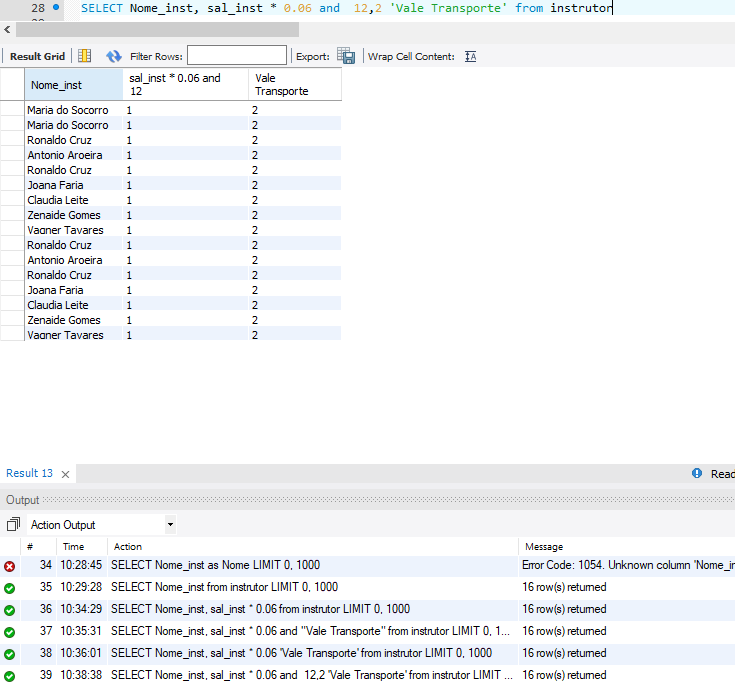 28 SELECT Nome_inst, sal_inst * 0.06 and 12,2 'Vale Transporte' from instrutor
Result Grid Filter Rows: Export: Wrap Cell Content:
Nome_inst sal_inst * 0.06 and 12 Vale Transporte
Maria do Socorro 1 2
Maria do Socorro 1 2
Ronaldo Cruz 1 2
Antonio Aroeira 1 2
Ronaldo Cruz 1 2
Joana Faria 1 2
Claudia Leite 1 2
Zenaide Gomes 1 2
Vagner Tavares 1 2
Ronaldo Cruz 1 2
Antonio Aroeira 1 2
Ronaldo Cruz 1 2
Joana Faria 1 2
Claudia Leite 1 2
Zenaide Gomes 1 2
Vagner Tavares 1 2
Result 13 Read
Output
Action Output
# Time Action Message
34 10:28:45 SELECT Nome_inst as Nome LIMIT 0, 1000 Error Code: 1054. Unknown column 'Nome_in
35 10:29:28 SELECT Nome_inst from instrutor LIMIT 0, 1000 16 row(s) returned
36 10:34:29 SELECT Nome_inst, sal_inst * 0.06 from instrutor LIMIT 0, 1000 16 row(s) returned
37 10:35:31 SELECT Nome_inst, sal_inst * 0.06 and "Vale Transporte" from instrutor LIMIT 0, 1... 16 row(s) returned
38 10:36:01 SELECT Nome_inst, sal_inst * 0.06 'Vale Transporte' from instrutor LIMIT 0, 1000 16 row(s) returned
39 10:38:38 SELECT Nome_inst, sal_inst * 0.06 and 12,2 'Vale Transporte' from instrutor LIMIT ... 16 row(s) returned